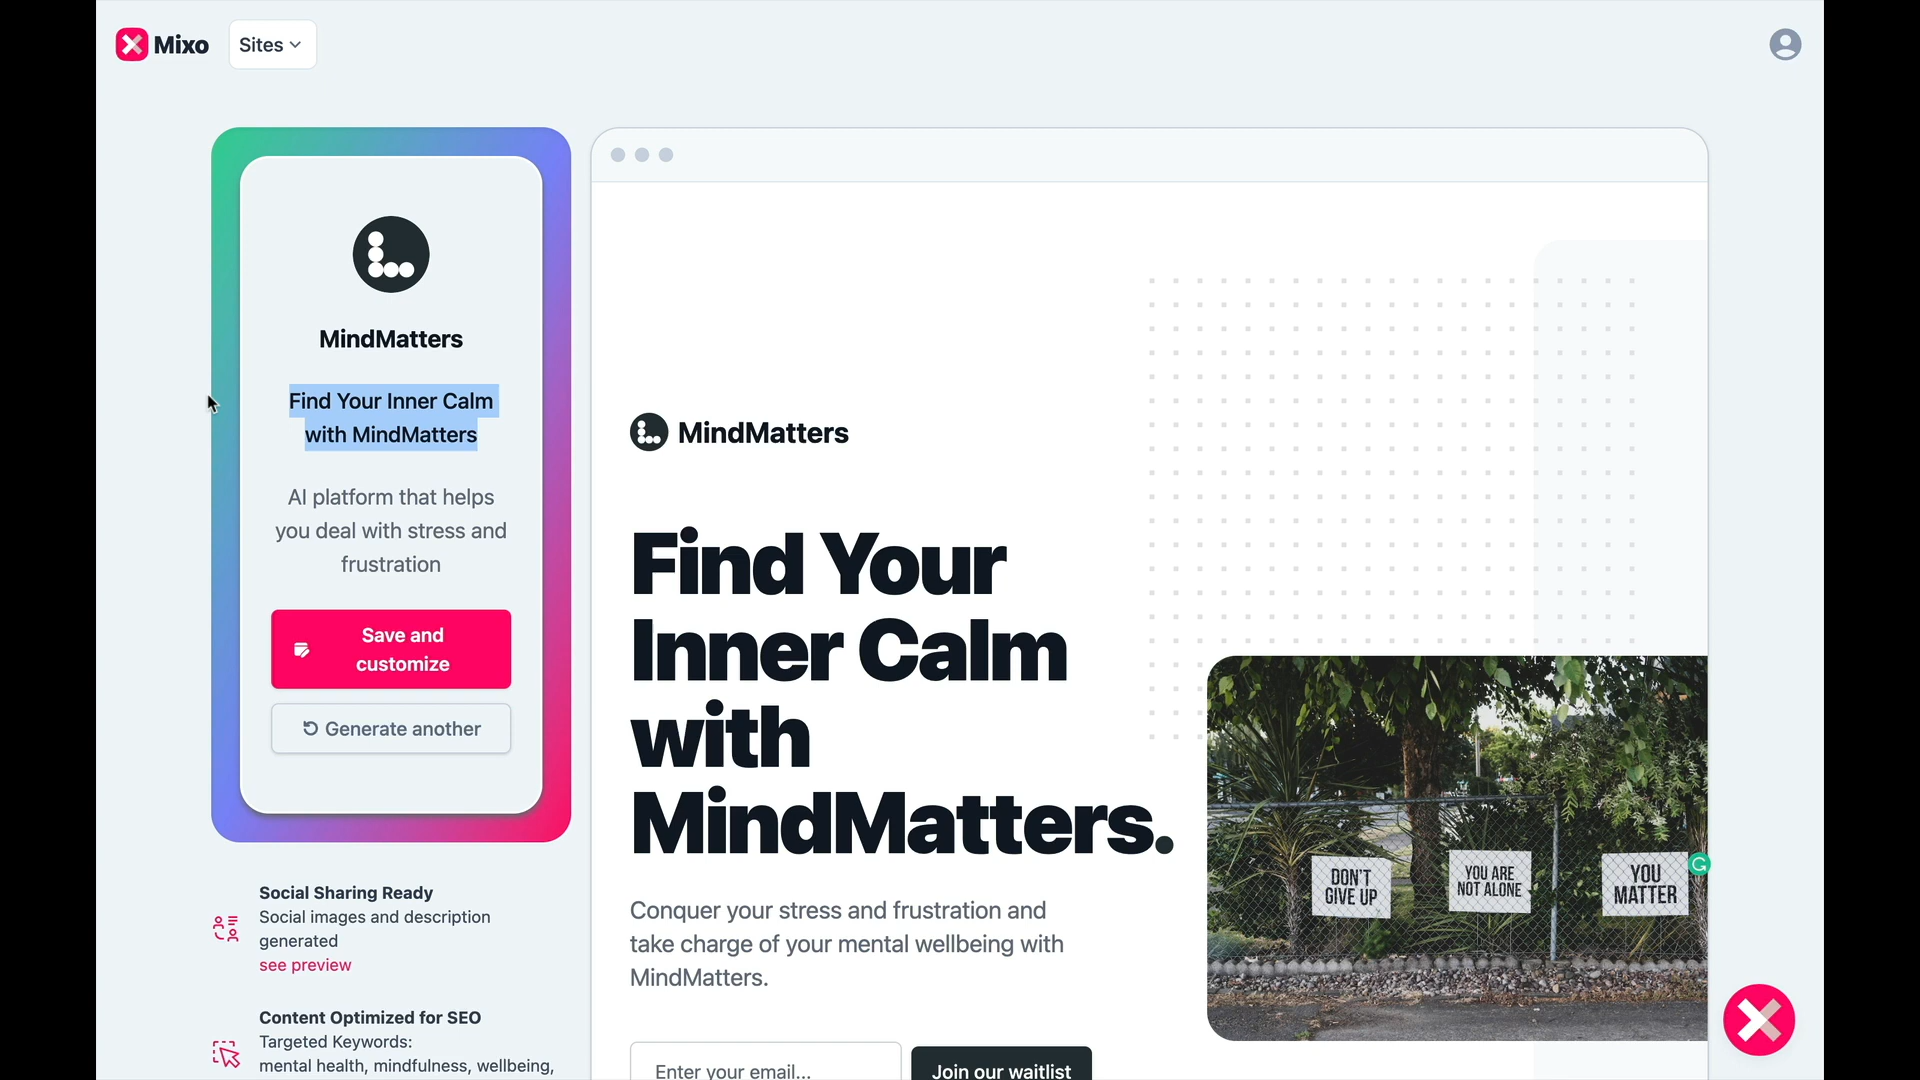 Mixo
Sites
MindMatters
Find Your Inner Calm
with MindMatters
AI platform that helps
you deal with stress and
frustration
Save and
customize
Generate another
Social Sharing Ready
Social images and description
generated
see preview
Content Optimized for SEO
Targeted Keywords:
mental health, mindfulness, wellbeing,
MindMatters
Find Your
Inner Calm
with
MindMatters.
Conquer your stress and frustration and
take charge of your mental wellbeing with
MindMatters.
Enter your email...
Join our waitlist
DON'T
GIVE UP
YOU ARE
NOT ALONE
YOU
MATTER